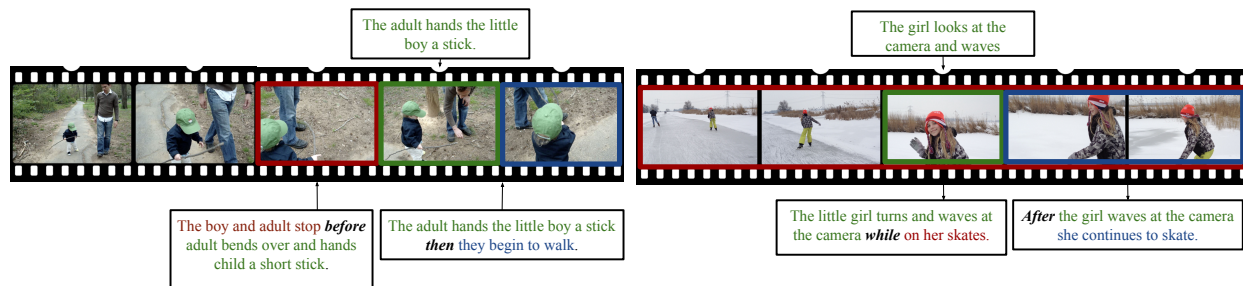 The adult hands the little
boy a stick.
The boy and adult stop before
adult bends over and hands
child a short stick.
The adult hands the little boy a stick
then they begin to walk.
The girl looks at the
camera and waves
The little girl turns and waves at
the camera while on her skates.
After the girl waves at the camera
she continues to skate.